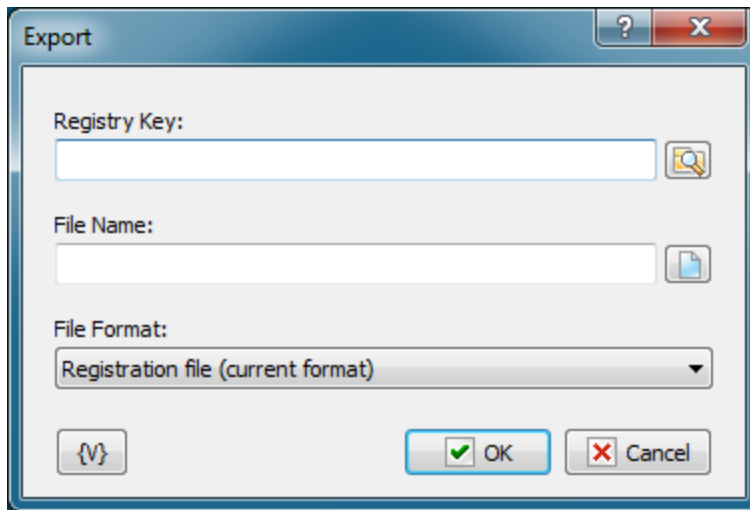 Export
?
Registry Key:
File Name:
File Format:
Registration file (current format)
{V}
OK
Cancel